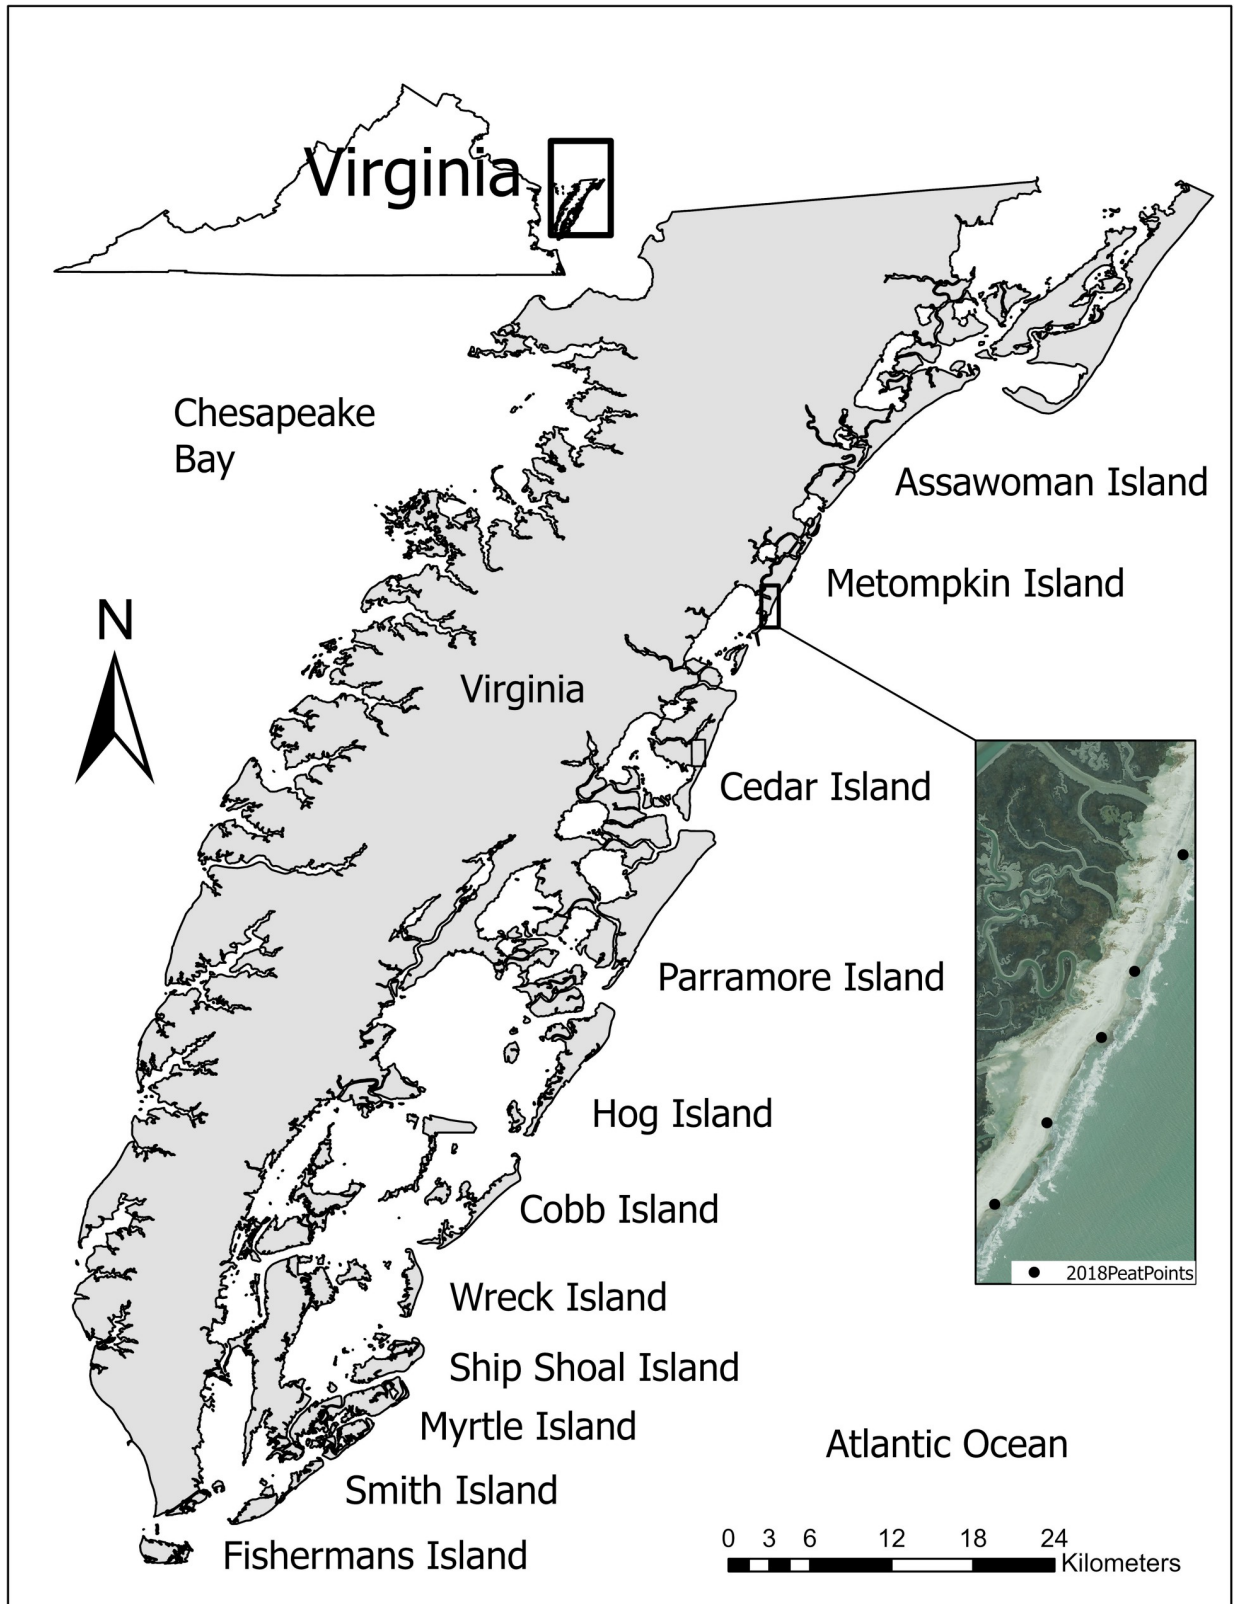 Virginia
Chesapeake
Bay
Assawoman Island
Metompkin Island
N
Virginia
Cedar Island
Parramore Island
Hog Island
Cobb Island
2018PeatPoints
Wreck Island
Ship Shoal Island
Myrtle Island
Atlantic Ocean
Smith Island
Fishermans Island
0 3 6 12 18 24
Kilometers